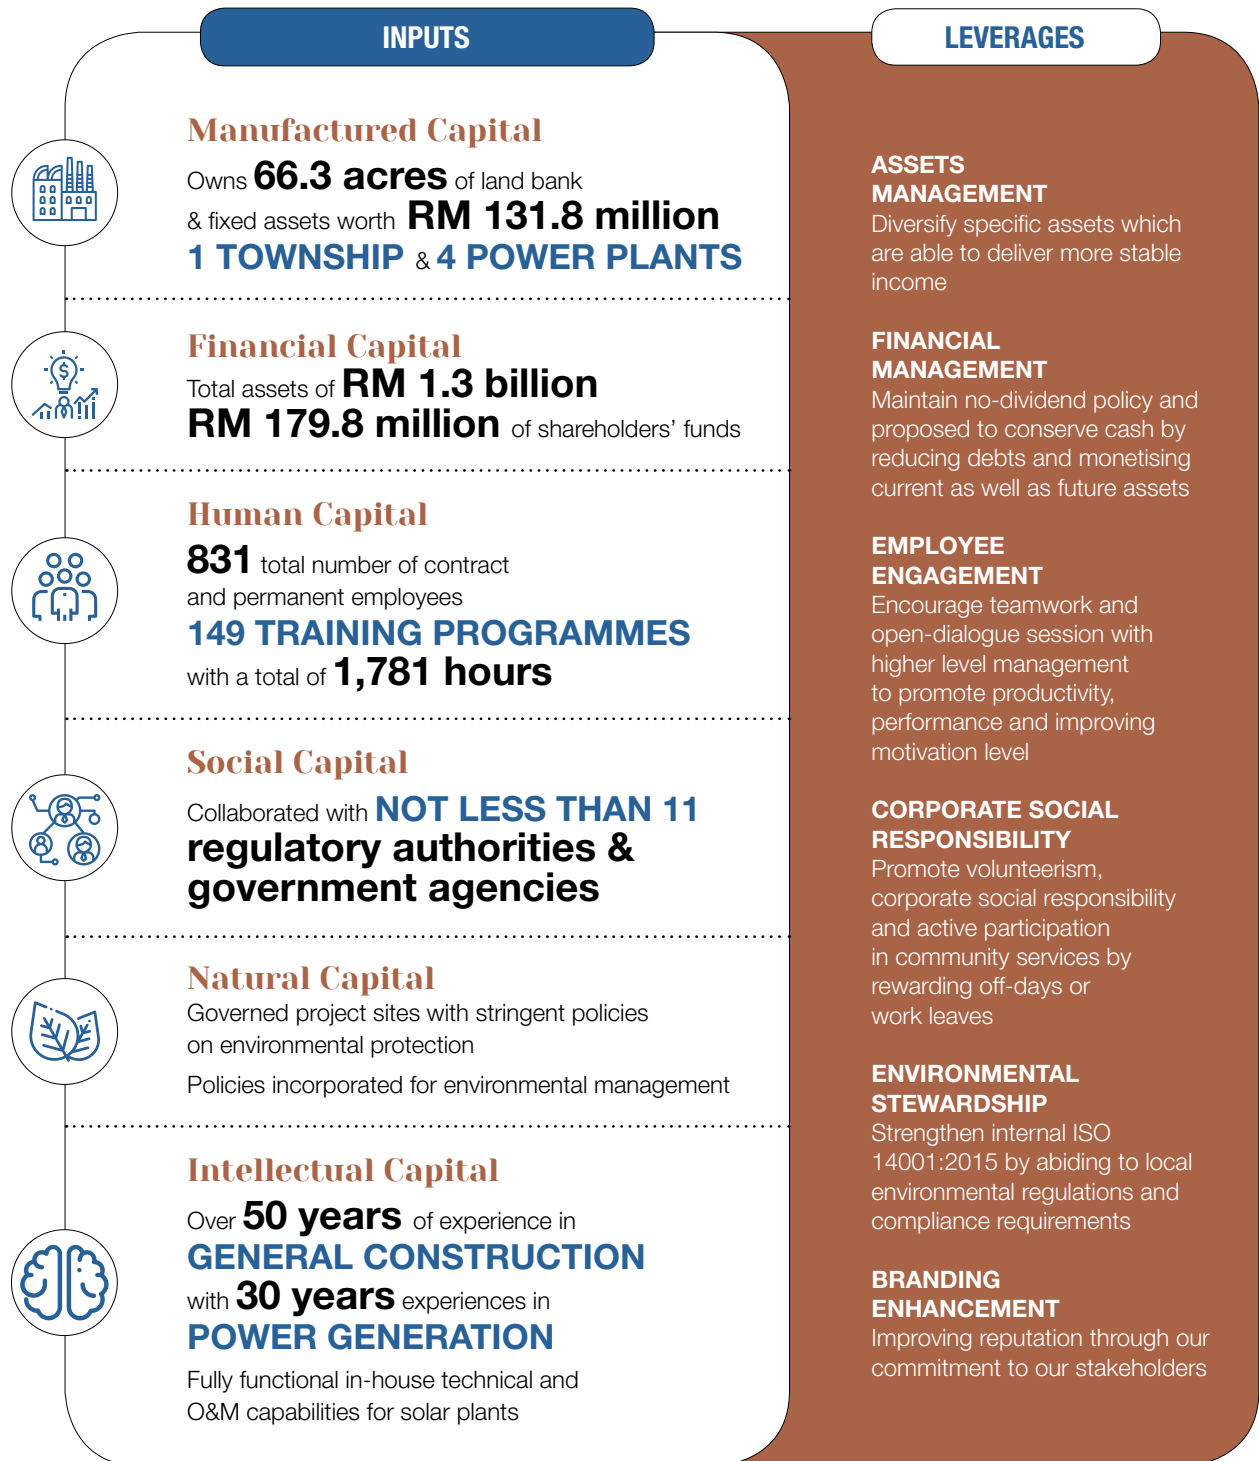 INPUTS
Manufactured Capital
Owns 66.3 acres of land bank
& fixed assets worth RM 131.8 million
1 TOWNSHIP & 4 POWER PLANTS
Financial Capital
Total assets of RM 1.3 billion
RM 179.8 million of shareholders’ funds
Human Capital
831 total number of contract
and permanent employees
149 TRAINING PROGRAMMES
with a total of 1,781 hours
Social Capital
Collaborated with NOT LESS THAN 11
regulatory authorities &
government agencies
Natural Capital
Governed project sites with stringent policies
on environmental protection
Policies incorporated for environmental management
Intellectual Capital
Over 50 years of experience in
GENERAL CONSTRUCTION
with 30 years experiences in
POWER GENERATION
Fully functional in-house technical and
O&M capabilities for solar plants
LEVERAGES
ASSETS
MANAGEMENT
Diversify specific assets which
are able to deliver more stable
income
FINANCIAL
MANAGEMENT
Maintain no-dividend policy and
proposed to conserve cash by
reducing debts and monetising
current as well as future assets
EMPLOYEE
ENGAGEMENT
Encourage teamwork and
open-dialogue session with
higher level management
to promote productivity,
performance and improving
motivation level
CORPORATE SOCIAL
RESPONSIBILITY
Promote volunteerism,
corporate social responsibility
and active participation
in community services by
rewarding off-days or
work leaves
ENVIRONMENTAL
STEWARDSHIP
Strengthen internal ISO
14001:2015 by abiding to local
environmental regulations and
compliance requirements
BRANDING
ENHANCEMENT
Improving reputation through our
commitment to our stakeholders